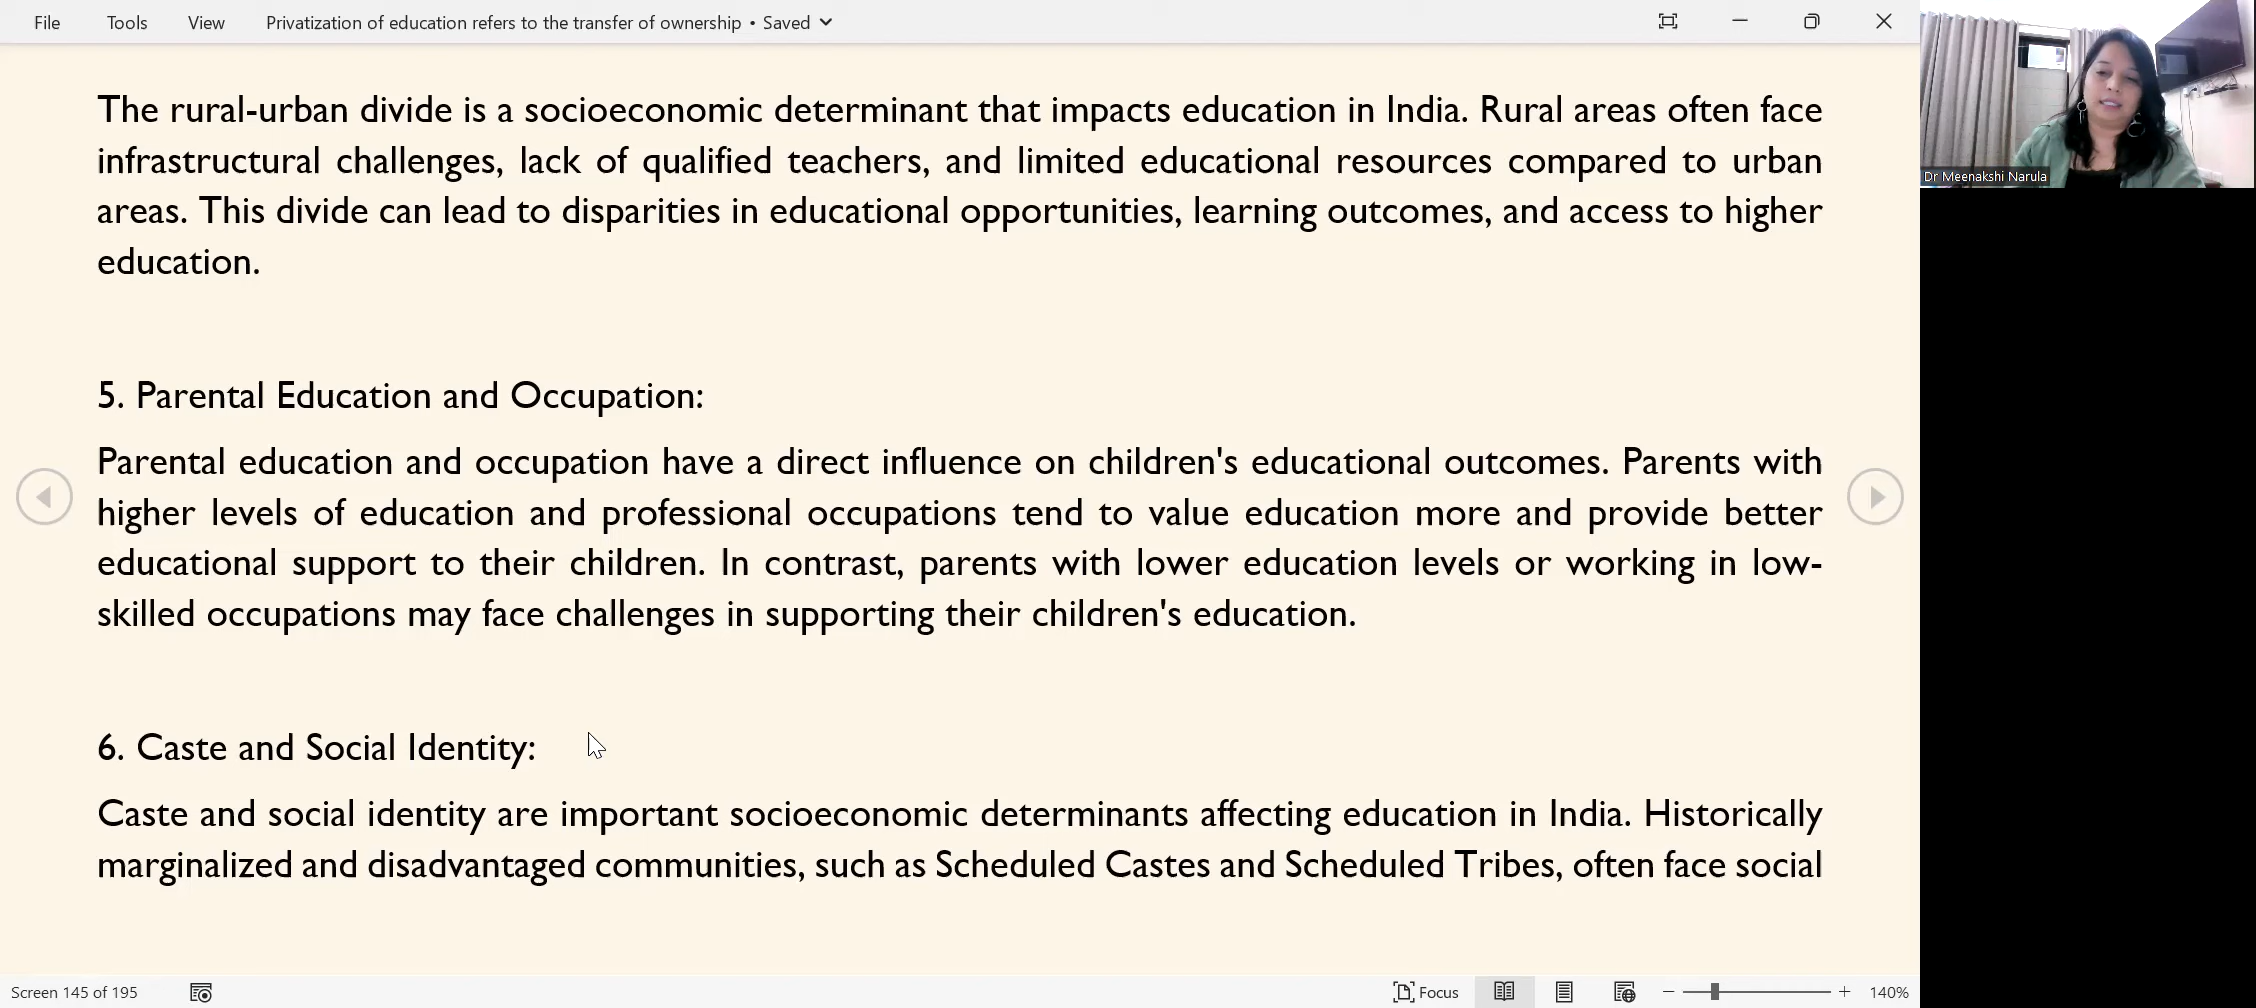 File Tools View Privatization of education refers to the transfer of ownership • Saved
The rural-urban divide is a socioeconomic determinant that impacts education in India. Rural areas often face
infrastructural challenges, lack of qualified teachers, and limited educational resources compared to urban
areas. This divide can lead to disparities in educational opportunities, learning outcomes, and access to higher
education.
5. Parental Education and Occupation:
Parental education and occupation have a direct influence on children's educational outcomes. Parents with
higher levels of education and professional occupations tend to value education more and provide better
educational support to their children. In contrast, parents with lower education levels or working in low-
skilled occupations may face challenges in supporting their children's education.
6. Caste and Social Identity:
Caste and social identity are important socioeconomic determinants affecting education in India. Historically
marginalized and disadvantaged communities, such as Scheduled Castes and Scheduled Tribes, often face social
Screen 145 of 195 Focus 140%
Dr Meenakshi Narula